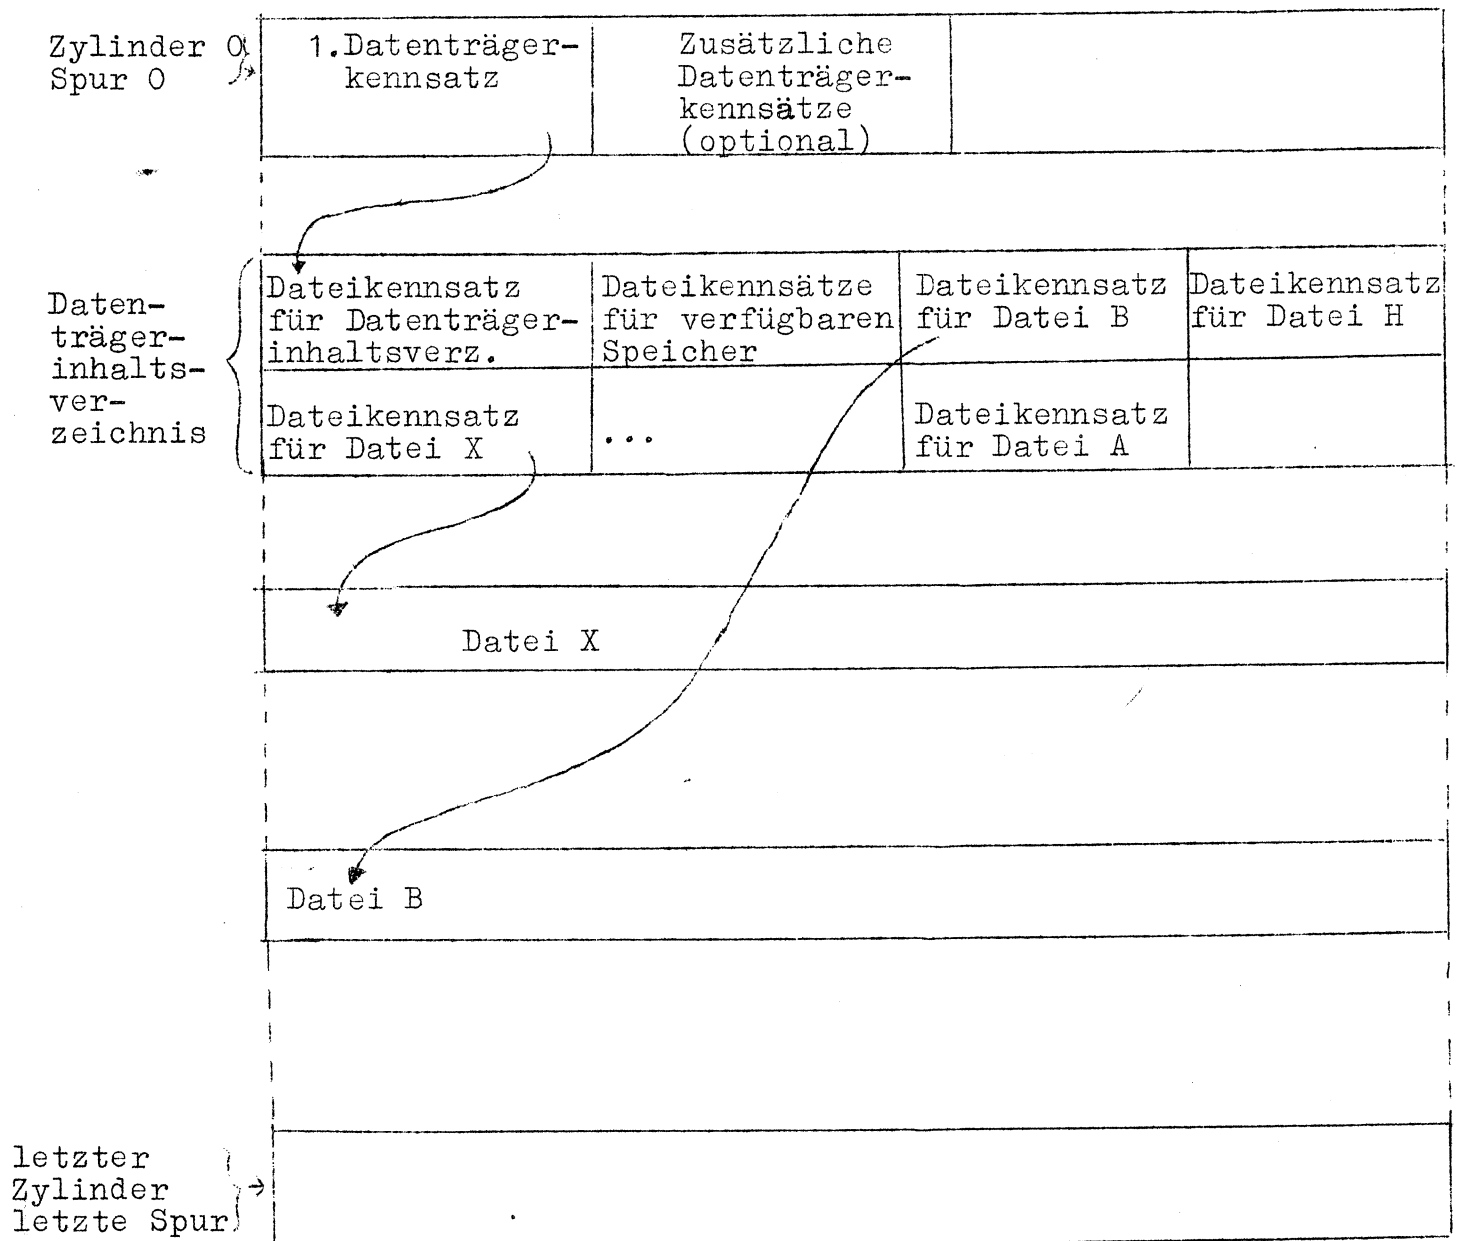 Zylinder 0
Spur 0
1.Datenträger-
kennsatz
Zusätzliche
Datenträger-
kennsätze
(optional)
Daten-
träger-
inhalts-
ver-
zeichnis
Dateikennsatz
für Datenträger-
inhaltsverz.
Dateikennsätze
für verfügbaren
Speicher
Dateikennsatz
für Datei B
Dateikennsatz
für Datei H
Dateikennsatz
für Datei X
...
Dateikennsatz
für Datei A
Datei X
Datei B
letzter
Zylinder
letzte Spur